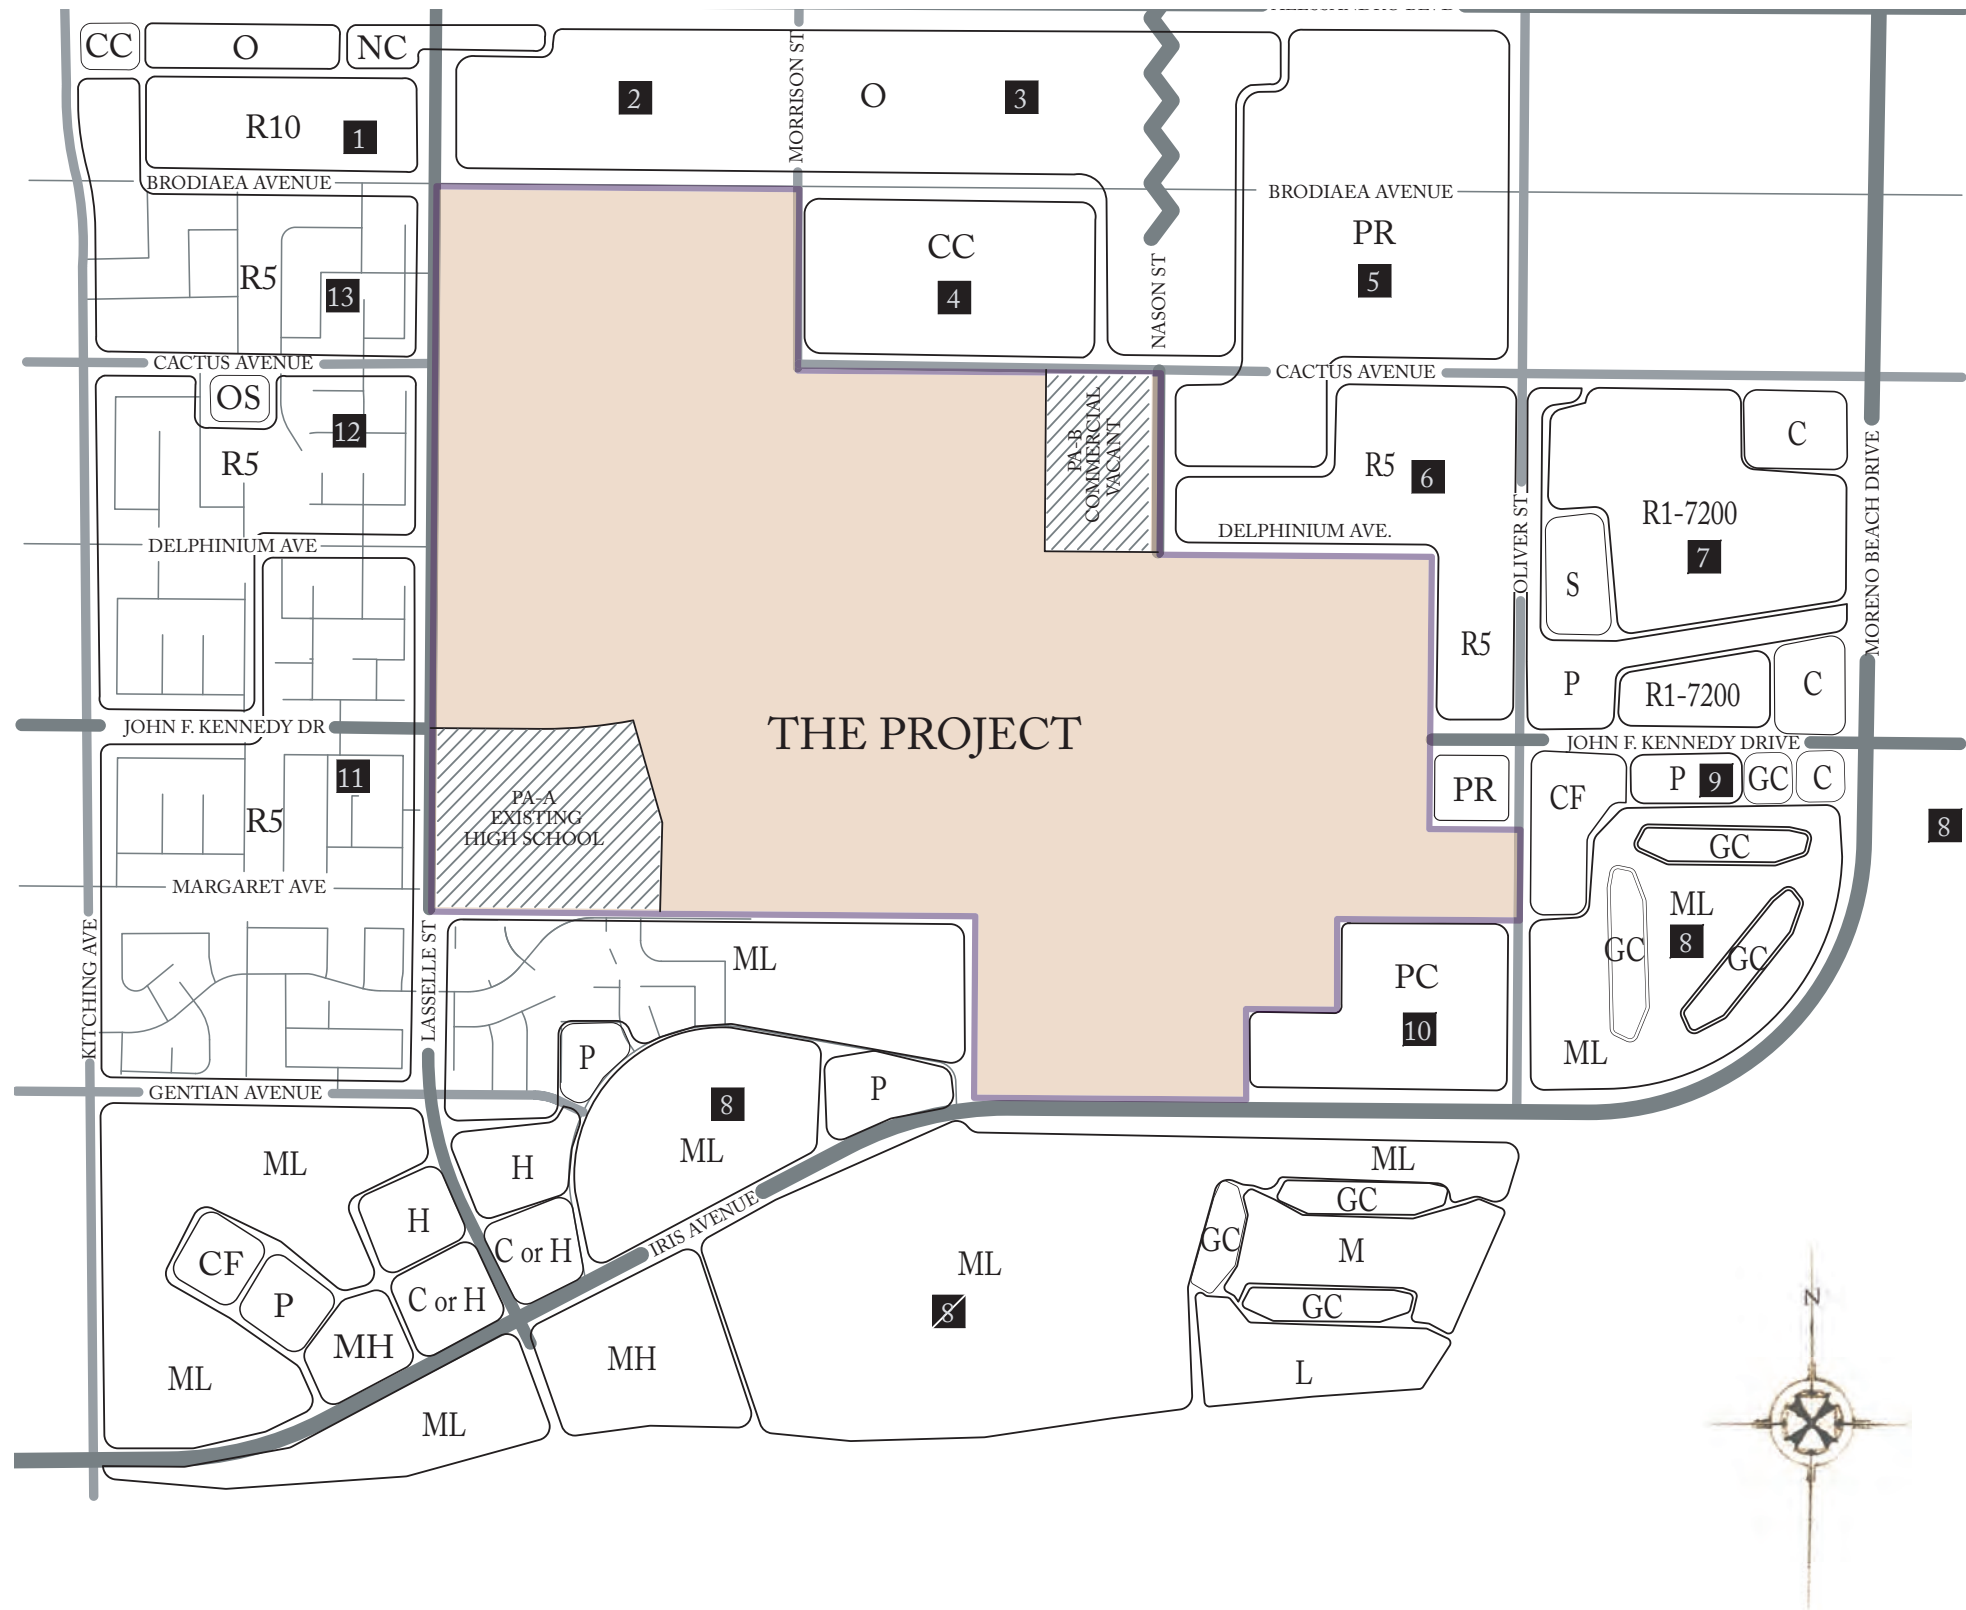 CC
O
NC
MORRISON ST
2
O
3
R10
1
BRODIAEA AVENUE
BRODIAEA AVENUE
PR
5
CC
4
NASON ST
R5
13
CACTUS AVENUE
CACTUS AVENUE
OS
12
R5
PA-B
COMMERCIAL
VACANT
R5
6
C
R1-7200
7
MORENO BEACH DRIVE
DELPHINIUM AVE.
DELPHINIUM AVE
OLIVER ST
S
R5
P
R1-7200
C
JOHN F. KENNEDY DR
THE PROJECT
JOHN F. KENNEDY DRIVE
11
R5
PA-A
EXISTING
HIGH SCHOOL
PR
CF
P
9
GC
C
8
GC
MARGARET AVE
ML
8
GC
GC
KITCHING AVE
LASSELLE ST
ML
PC
10
ML
P
P
GENTIAN AVENUE
8
ML
ML
H
ML
GC
H
IRIS AVENUE
C or H
GC
M
CF
P
C or H
ML
8
GC
N
MH
MH
L
ML
ML